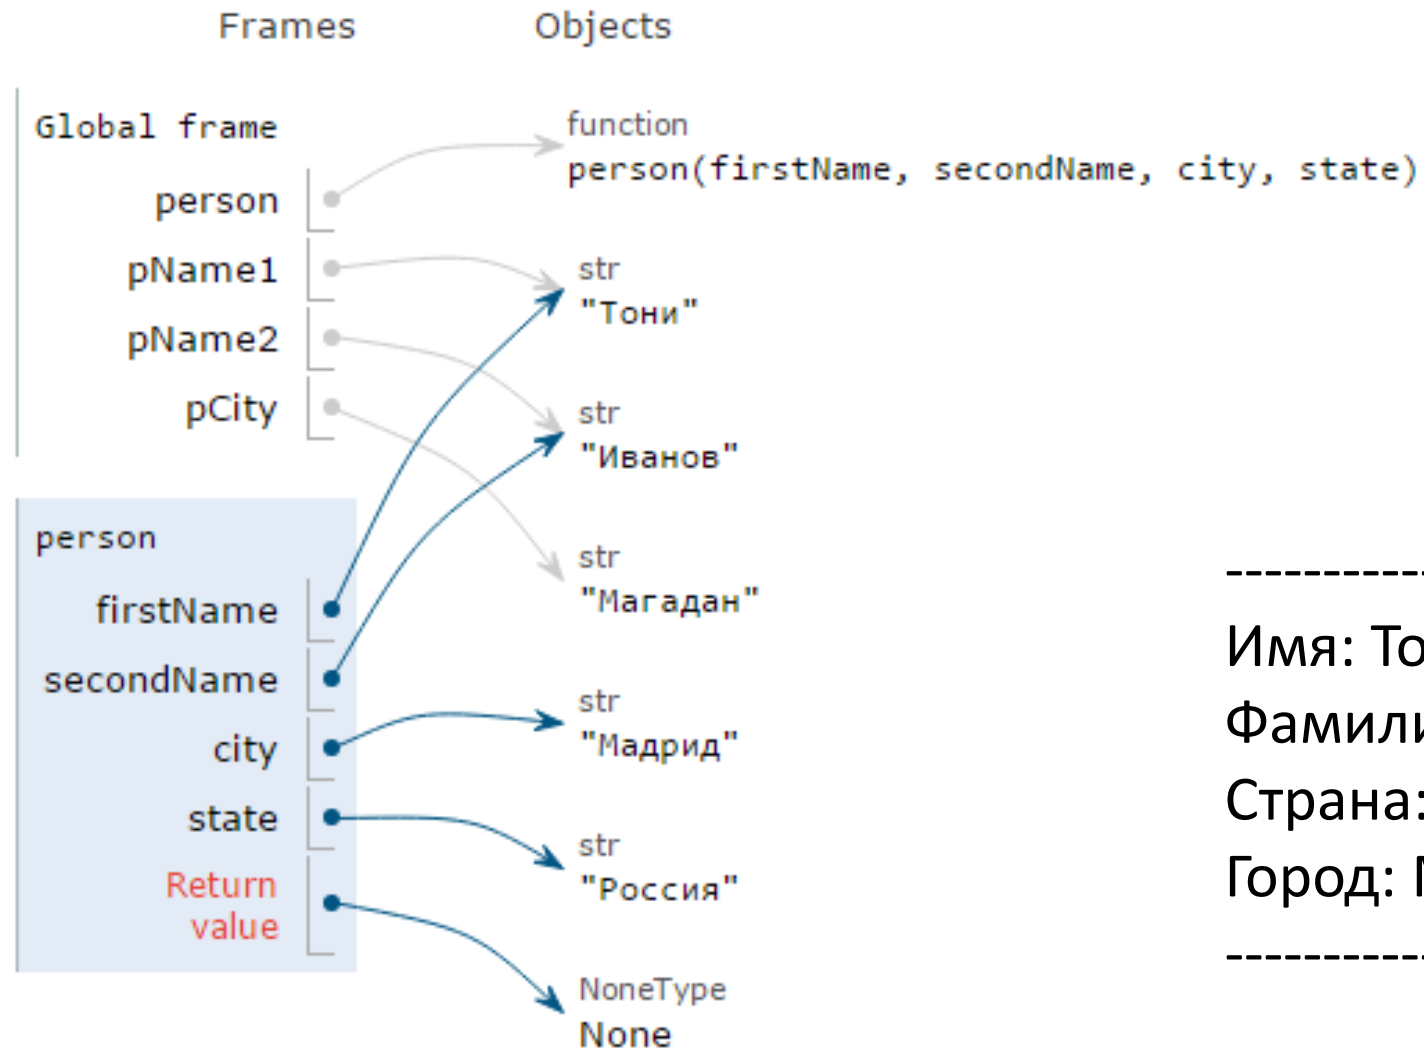 Frames Objects
Global frame
function
person(firstName, secondName, city, state)
person
pName1
str
"Тони"
pName2
pCity
str
"Иванов"
person
str
"Магадан"
firstName
secondName
str
"Мадрид"
city
state
str
"Россия"
Return
value
NoneType
None
-----------
Имя:
Страна:
Город:
-----------